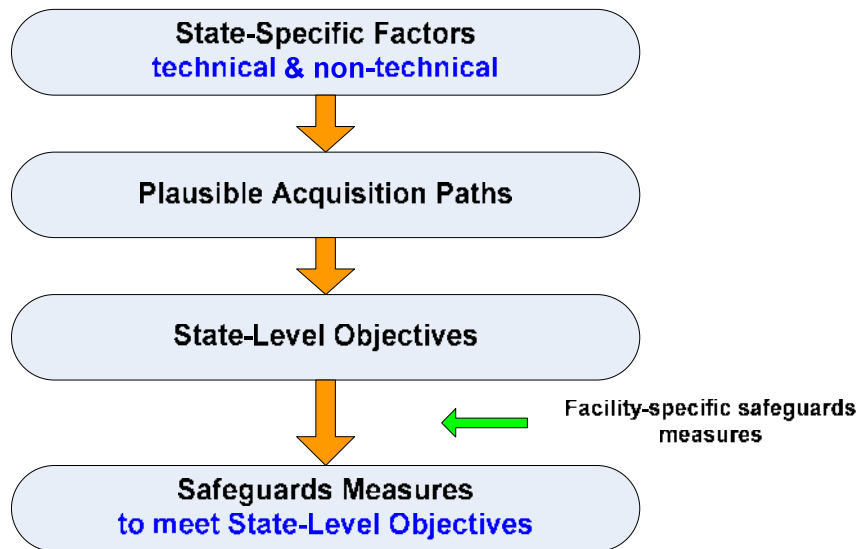 State-Specific Factors
technical & non-technical
Plausible Acquisition Paths
State-Level Objectives
Facility-specific safeguards
measures
Safeguards Measures
to meet State-Level Objectives